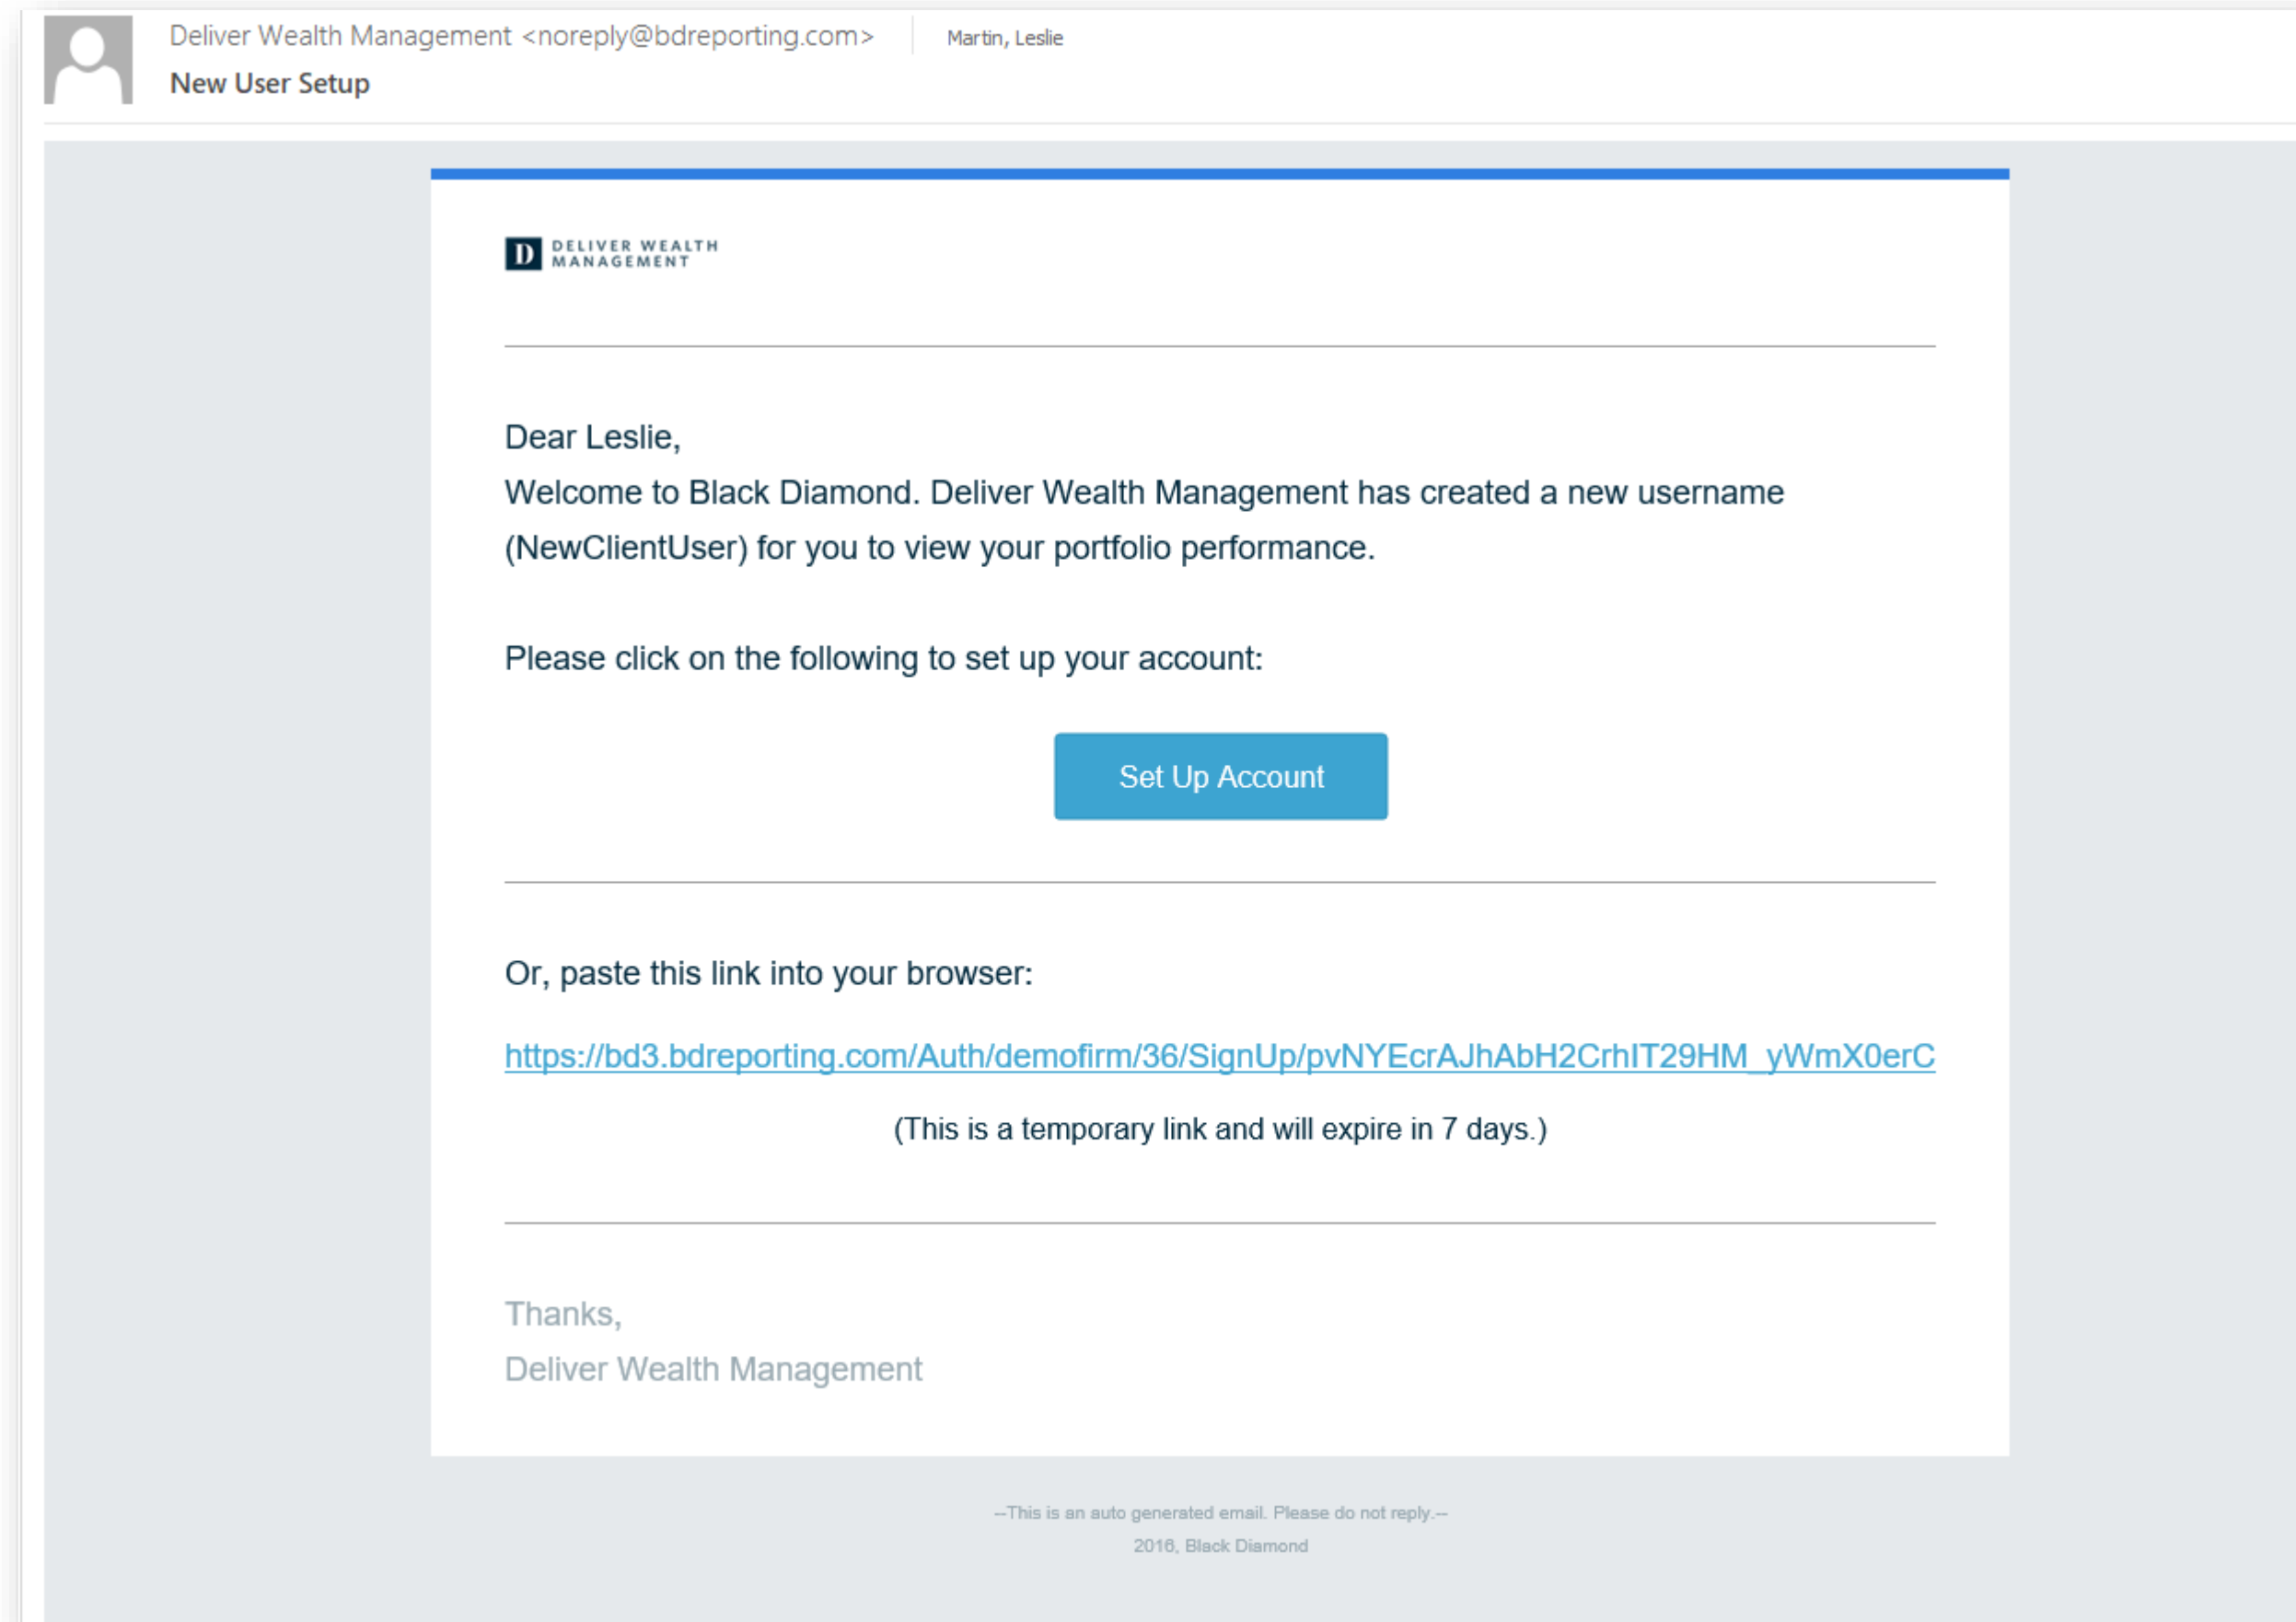 Deliver Wealth Management <noreply@bdreporting.com> Martin, Leslie
New User Setup
D DELIVER WEALTH
MANAGEMENT
Dear Leslie,
Welcome to Black Diamond. Deliver Wealth Management has created a new username
(NewClientUser) for you to view your portfolio performance.
Please click on the following to set up your account:
Set Up Account
Or, paste this link into your browser:
https://bd3.bdreporting.com/Auth/demofirm/36/SignUp/pvNYEcrAJhAbH2CrhIT29HM_yWmX0erC
(This is a temporary link and will expire in 7 days.)
Thanks,
Deliver Wealth Management
--This is an auto generated email. Please do not reply.--
2016, Black Diamond